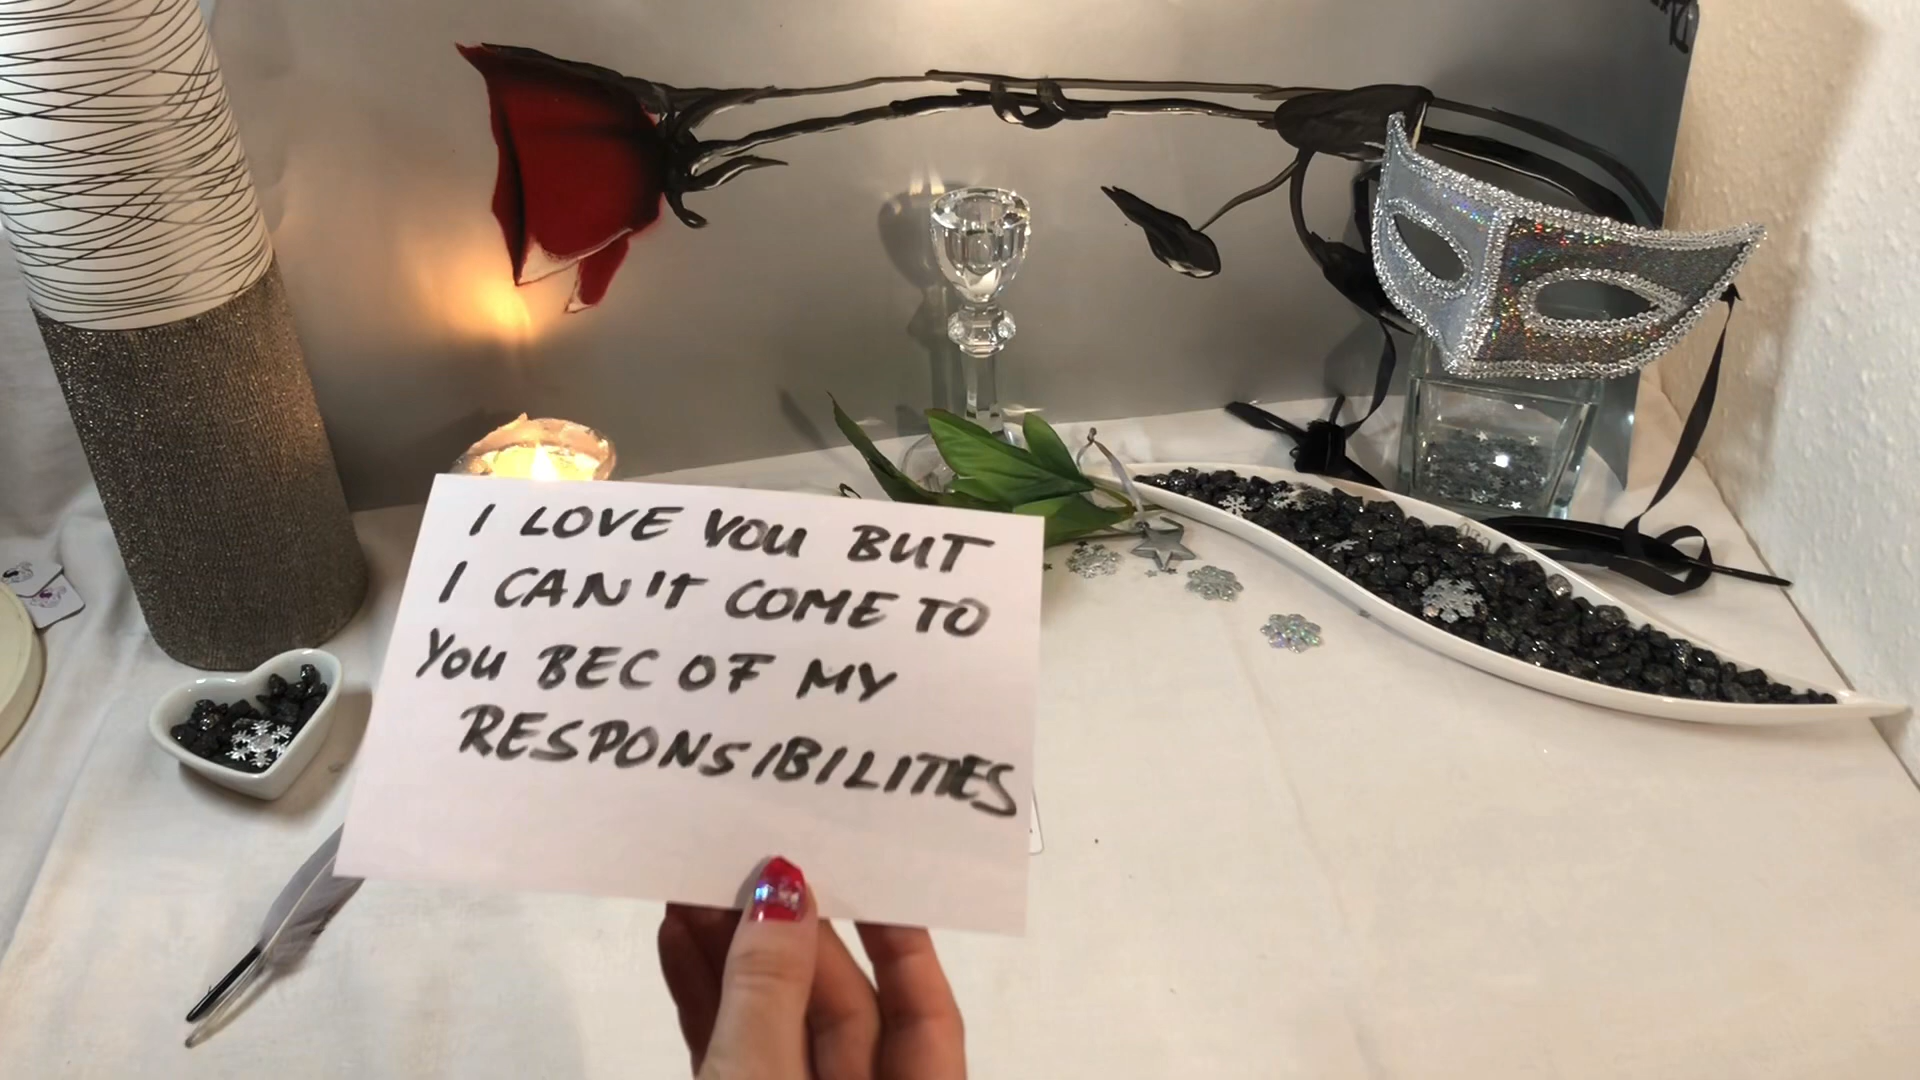 I LOVE YOU BUT
I CAN'T COME TO
YOU BEC OF MY
RESPONSIBILITIES